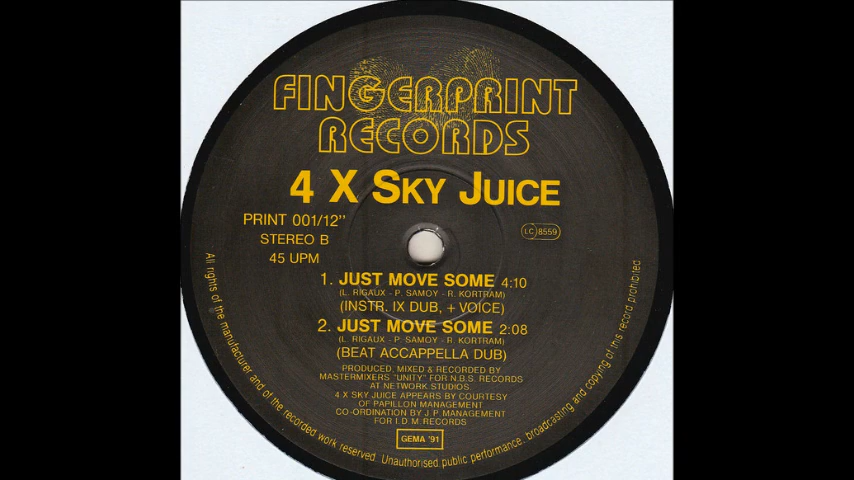 FINGERPRINT
RECORDS
4 X SKY JUICE
PRINT 001/12"
STEREO B
45 UPM
LC 8559
1. JUST MOVE SOME 4:10
(L. RIGAUX - P. SAMOY - R. KORTRAM)
(INSTR. IX DUB, + VOICE)
2. JUST MOVE SOME 2:08
(L. RIGAUX - P. SAMOY - R. KORTRAM)
(BEAT ACCAPPELLA DUB)
PRODUCED, MIXED & RECORDED BY
MASTERMIXERS "UNITY" FOR N.B.S. RECORDS
AT NETWORK STUDIOS
4 X SKY JUICE APPEARS BY COURTESY
OF PAPILLON MANAGEMENT
CO-ORDINATION BY J.P. MANAGEMENT
FOR I.D.M. RECORDS
GEMA '91
All rights of the manufacturer and of the recorded work reserved. Unauthorised public performance, broadcasting and copying of this record prohibited